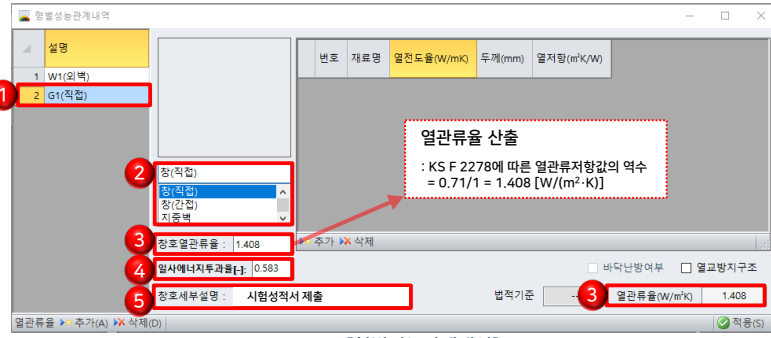 형별성능관계내역
설명
번호 재료명 열전도율(W/mK) 두께(mm) 열저항(㎡K/W)
1 W1(외벽)
1 2 G1(직접)
열관류율 산출
: KS F 2278에 따른 열관류저항값의 역수
= 0.71/1 = 1.408 [W/(m²·K)]
2 창(직접)
창(직접)
창(간접)
지중벽
3 창호열관류율 : 1.408
추가 삭제
4 일사에너지투과율[-]: 0.583
바닥난방여부 열교방지구조
5 창호세부설명 : 시험성적서 제출
법적기준 -- 3 열관류율(W/㎡K) 1.408
열관류율 추가(A) 삭제(D) 적용(S)